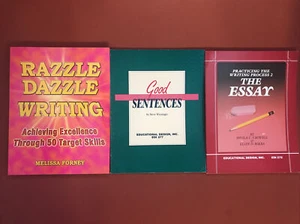 RAZZLE
DAZZLE
WRITING
Achieving Excellence
Through 50 Target Skills
MELISSA FORNEY
Good
SENTENCES
EDUCATIONAL DESIGN, INC.
PRACTICING THE
WRITING PROCESS 2
THE
ESSAY
EDUCATIONAL DESIGN, INC.